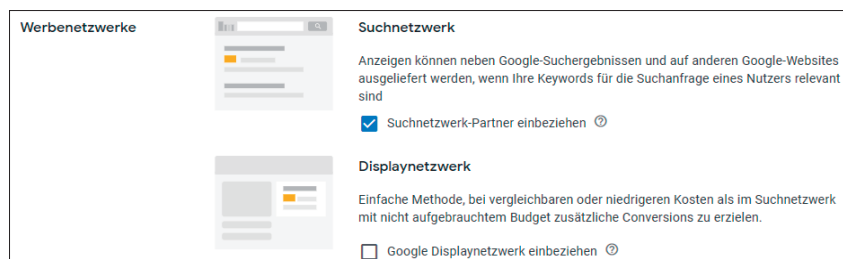 Werbenetzwerke
Suchnetzwerk
Anzeigen können neben Google-Suchergebnissen und auf anderen Google-Websites
ausgeliefert werden, wenn Ihre Keywords für die Suchanfrage eines Nutzers relevant
sind
Suchnetzwerk-Partner einbeziehen
Displaynetzwerk
Einfache Methode, bei vergleichbaren oder niedrigeren Kosten als im Suchnetzwerk
mit nicht aufgebrauchtem Budget zusätzliche Conversions zu erzielen.
Google Displaynetzwerk einbeziehen